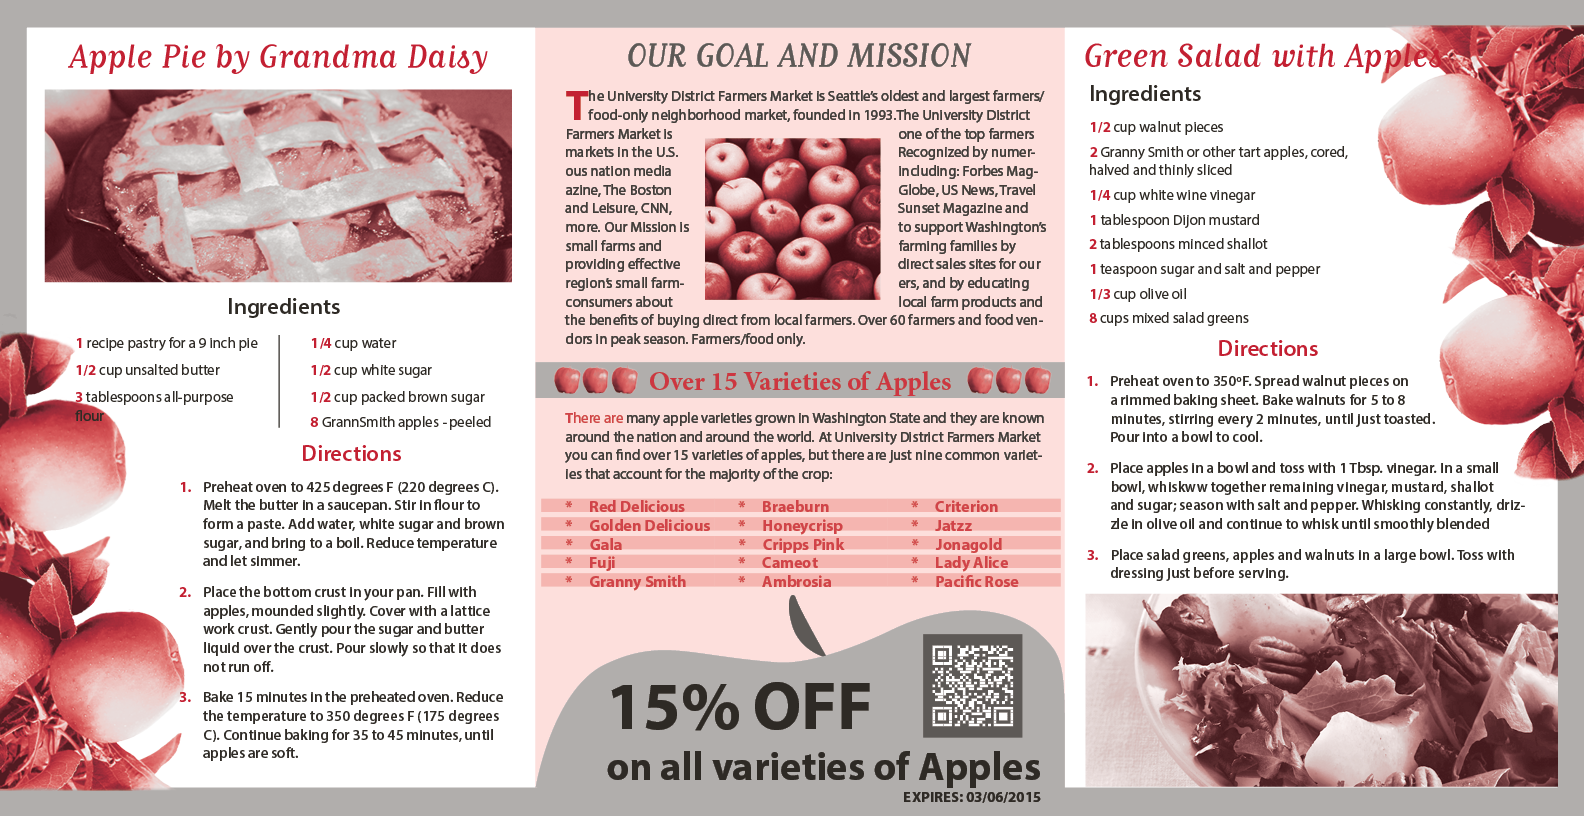 Apple Pie by Grandma Daisy
Ingredients
1 recipe pastry for a 9 inch pie
1/2 cup unsalted butter
3 tablespoons all-purpose
flour
1/4 cup water
1/2 cup white sugar
1/2 cup packed brown sugar
8 GrannSmith apples - peeled
Directions
1. Preheat oven to 425 degrees F (220 degrees C).
Melt the butter in a saucepan. Stir in flour to
form a paste. Add water, white sugar and brown
sugar, and bring to a boil. Reduce temperature
and let simmer.
2. Place the bottom crust in your pan. Fill with
apples, mounded slightly. Cover with a lattice
work crust. Gently pour the sugar and butter
liquid over the crust. Pour slowly so that it does
not run off.
3. Bake 15 minutes in the preheated oven. Reduce
the temperature to 350 degrees F (175 degrees
C). Continue baking for 35 to 45 minutes, until
apples are soft.
OUR GOAL AND MISSION
The University District Farmers Market is Seattle's oldest and largest farmers/
food-only neighborhood market, founded in 1993.The University District
Farmers Market is one of the top farmers
markets in the U.S. Recognized by numer-
ous nation media including: Forbes Mag-
azine, The Boston Globe, US News, Travel
and Leisure, CNN, Sunset Magazine and
more. Our Mission is to support Washington's
small farms and farming families by
providing effective direct sales sites for our
region's small farm- ers, and by educating
consumers about local farm products and
the benefits of buying direct from local farmers. Over 60 farmers and food ven-
dors in peak season. Farmers/food only.
Over 15 Varieties of Apples
There are many apple varieties grown in Washington State and they are known
around the nation and around the world. At University District Farmers Market
you can find over 15 varieties of apples, but there are just nine common variet-
ies that account for the majority of the crop:
* Red Delicious * Braeburn * Criterion
* Golden Delicious * Honeycrisp * Jatzz
* Gala * Cripps Pink * Jonagold
* Fuji * Cameot * Lady Alice
* Granny Smith * Ambrosia * Pacific Rose
15% OFF
on all varieties of Apples
EXPIRES: 03/06/2015
Green Salad with Apples
Ingredients
1/2 cup walnut pieces
2 Granny Smith or other tart apples, cored,
halved and thinly sliced
1/4 cup white wine vinegar
1 tablespoon Dijon mustard
2 tablespoons minced shallot
1 teaspoon sugar and salt and pepper
1/3 cup olive oil
8 cups mixed salad greens
Directions
1. Preheat oven to 350ºF. Spread walnut pieces on
a rimmed baking sheet. Bake walnuts for 5 to 8
minutes, stirring every 2 minutes, until just toasted.
Pour into a bowl to cool.
2. Place apples in a bowl and toss with 1 Tbsp. vinegar. In a small
bowl, whiskww together remaining vinegar, mustard, shallot
and sugar; season with salt and pepper. Whisking constantly, driz-
zle in olive oil and continue to whisk until smoothly blended
3. Place salad greens, apples and walnuts in a large bowl. Toss with
dressing just before serving.